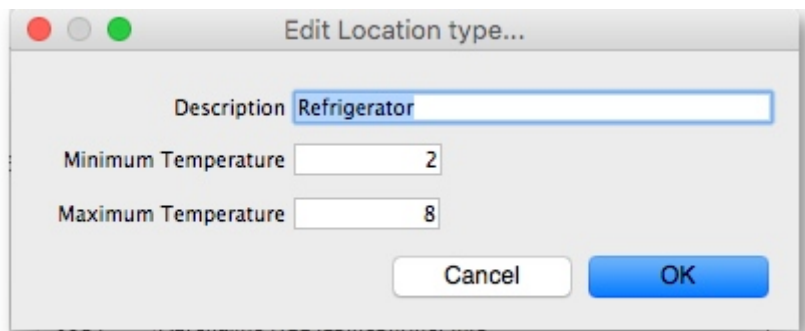 Edit Location type...
Description Refrigerator
Minimum Temperature 2
Maximum Temperature 8
Cancel OK